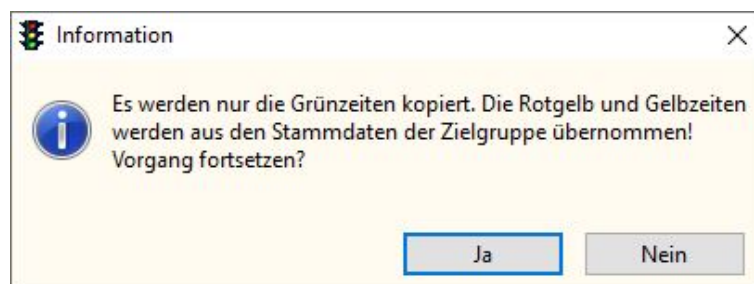 Information
Es werden nur die Grünzeiten kopiert. Die Rotgelb und Gelbzeiten
werden aus den Stammdaten der Zielgruppe übernommen!
Vorgang fortsetzen?
Ja
Nein